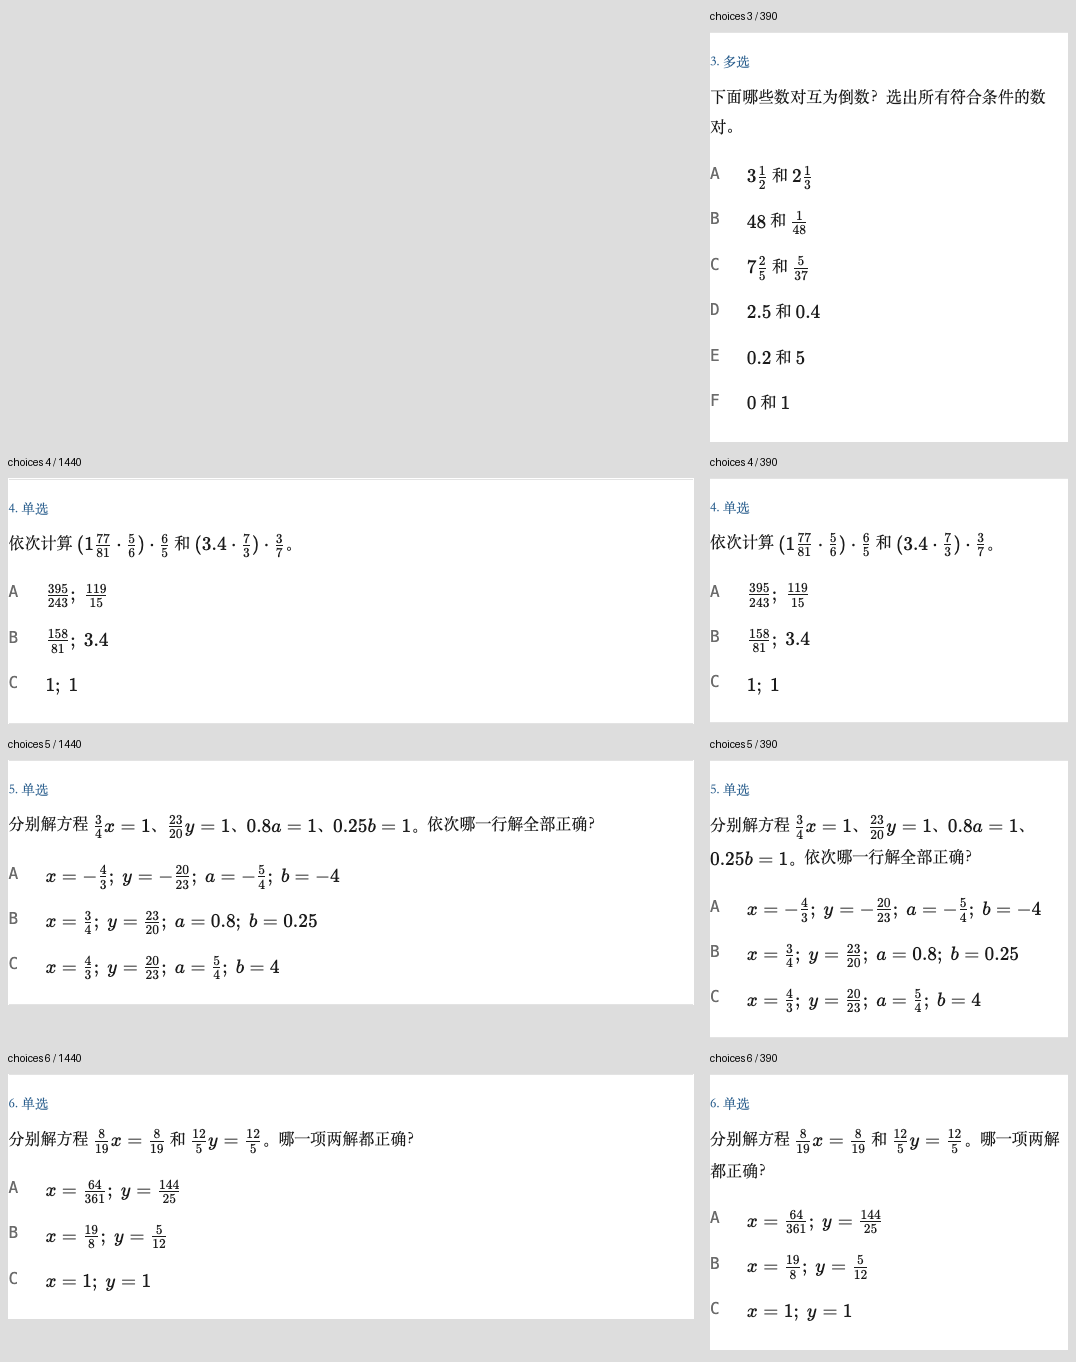 choices 3 / 390
3. 多选
下面哪些数对互为倒数？选出所有符合条件的数
对。
A 3 1/2 和 2 1/3
B 48 和 1/48
C 7 2/5 和 5/37
D 2.5 和 0.4
E 0.2 和 5
F 0 和 1
choices 4 / 1440
4. 单选
依次计算 (1 77/81 · 5/6) · 6/5 和 (3.4 · 7/3) · 3/7。
A 395/243; 119/15
B 158/81; 3.4
C 1; 1
choices 4 / 390
4. 单选
依次计算 (1 77/81 · 5/6) · 6/5 和 (3.4 · 7/3) · 3/7。
A 395/243; 119/15
B 158/81; 3.4
C 1; 1
choices 5 / 1440
5. 单选
分别解方程 3/4 x = 1、23/20 y = 1、0.8a = 1、0.25b = 1。依次哪一行解全部正确？
A x = −4/3; y = −20/23; a = −5/4; b = −4
B x = 3/4; y = 23/20; a = 0.8; b = 0.25
C x = 4/3; y = 20/23; a = 5/4; b = 4
choices 5 / 390
5. 单选
分别解方程 3/4 x = 1、23/20 y = 1、0.8a = 1、
0.25b = 1。依次哪一行解全部正确？
A x = −4/3; y = −20/23; a = −5/4; b = −4
B x = 3/4; y = 23/20; a = 0.8; b = 0.25
C x = 4/3; y = 20/23; a = 5/4; b = 4
choices 6 / 1440
6. 单选
分别解方程 8/19 x = 8/19 和 12/5 y = 12/5。哪一项两解都正确？
A x = 64/361; y = 144/25
B x = 19/8; y = 5/12
C x = 1; y = 1
choices 6 / 390
6. 单选
分别解方程 8/19 x = 8/19 和 12/5 y = 12/5。哪一项两解
都正确？
A x = 64/361; y = 144/25
B x = 19/8; y = 5/12
C x = 1; y = 1